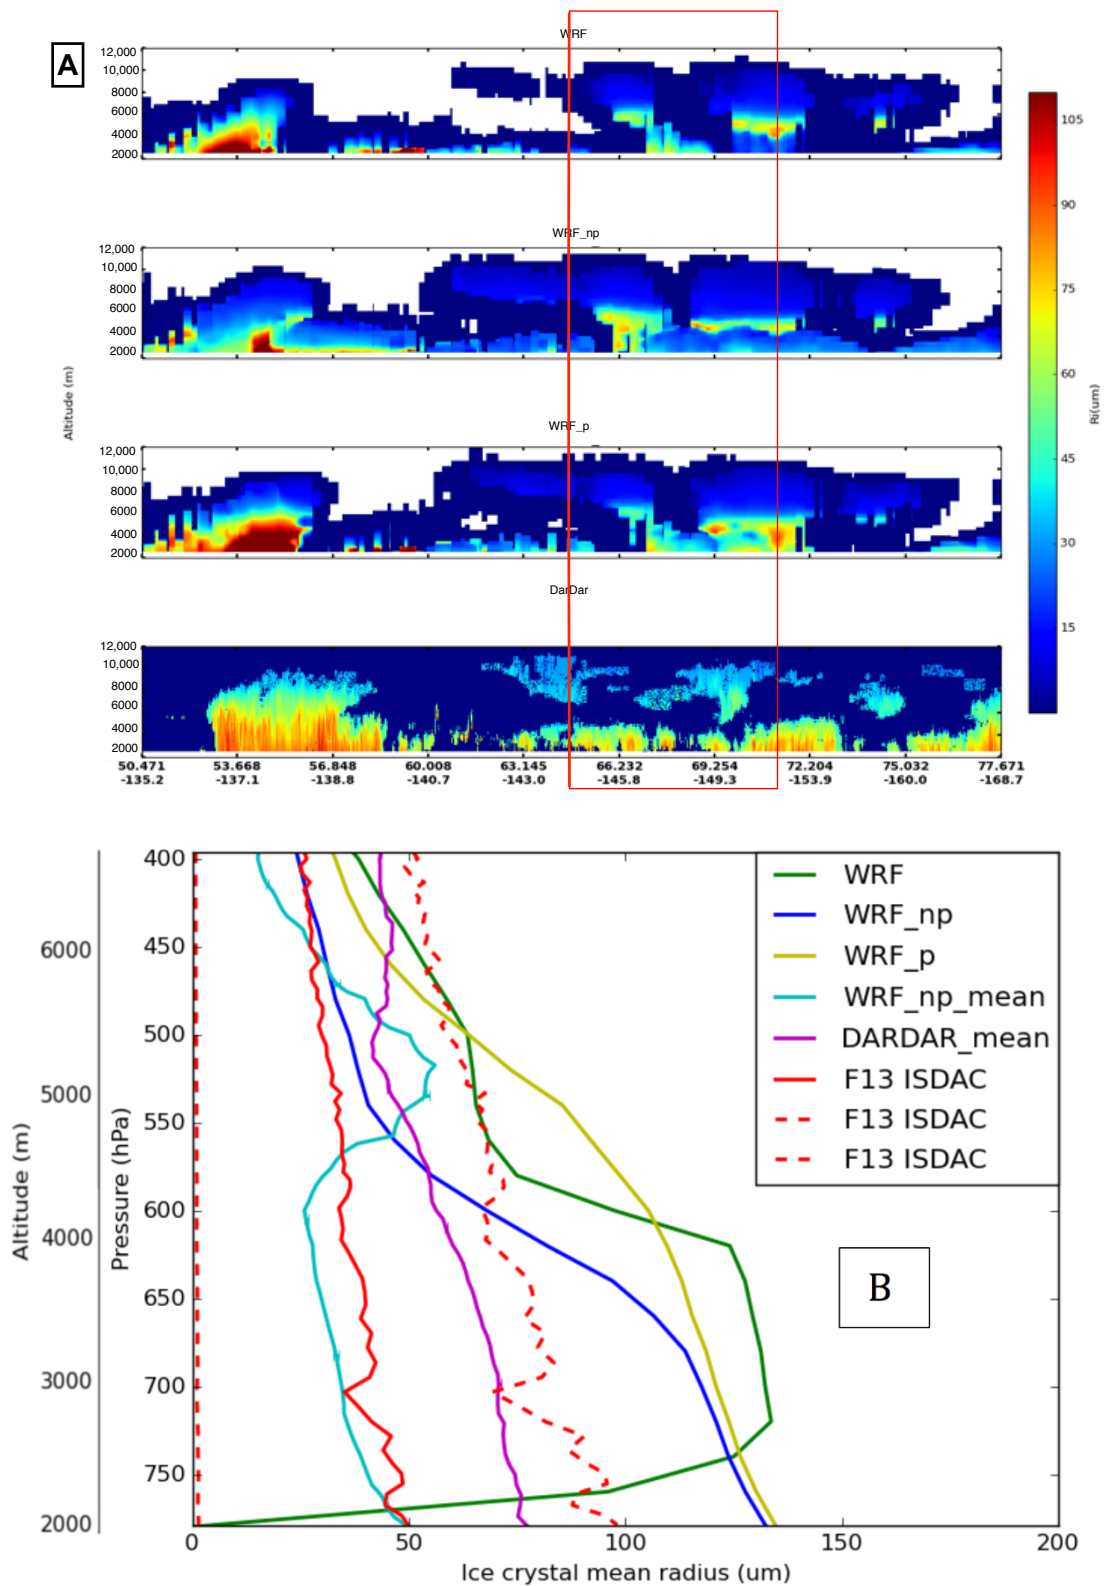 A
WRF
12,000
10,000
8000
6000
4000
2000
WRF_np
12,000
10,000
8000
6000
4000
2000
WRF_p
12,000
10,000
8000
6000
4000
2000
DarDar
12,000
10,000
8000
6000
4000
2000
Altitude (m)
50.471 53.668 56.848 60.008 63.145 66.232 69.254 72.204 75.032 77.671
-135.2 -137.1 -138.8 -140.7 -143.0 -145.8 -149.3 -153.9 -160.0 -168.7
105
90
75
60
45
30
15
Ri(um)
400
450
500
550
600
650
700
750
6000
5000
4000
3000
2000
Altitude (m)
Pressure (hPa)
WRF
WRF_np
WRF_p
WRF_np_mean
DARDAR_mean
F13 ISDAC
F13 ISDAC
F13 ISDAC
B
0 50 100 150 200
Ice crystal mean radius (um)